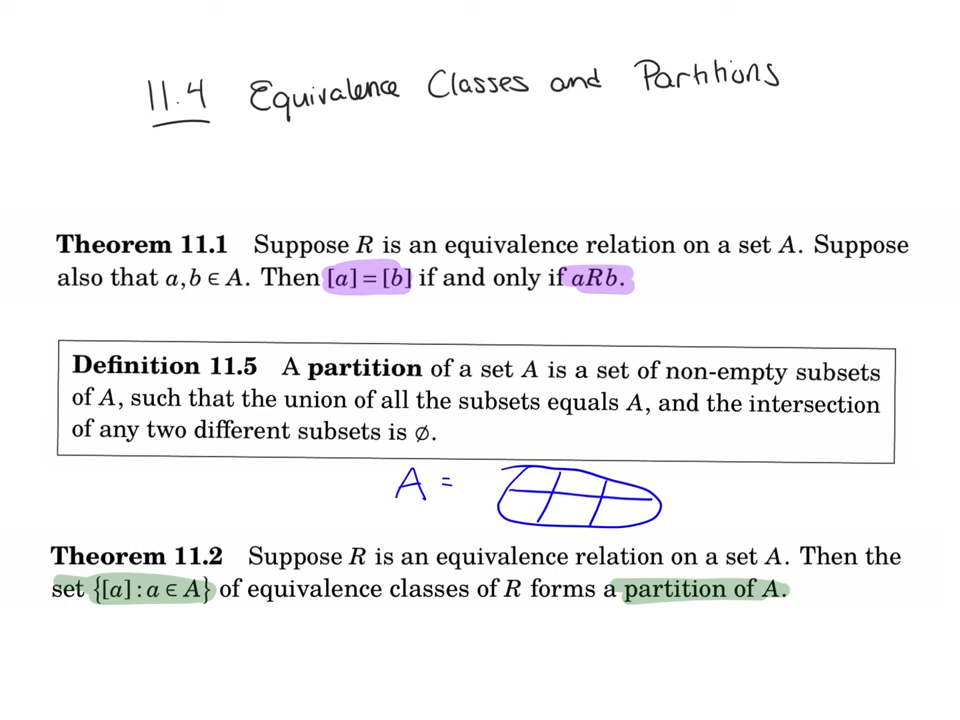 11.4 Equivalence Classes and Partitions
Theorem 11.1 Suppose R is an equivalence relation on a set A. Suppose
also that a, b ∈ A. Then [a] = [b] if and only if aRb.
Definition 11.5 A partition of a set A is a set of non-empty subsets
of A, such that the union of all the subsets equals A, and the intersection
of any two different subsets is ∅.
A =
Theorem 11.2 Suppose R is an equivalence relation on a set A. Then the
set {[a] : a ∈ A} of equivalence classes of R forms a partition of A.